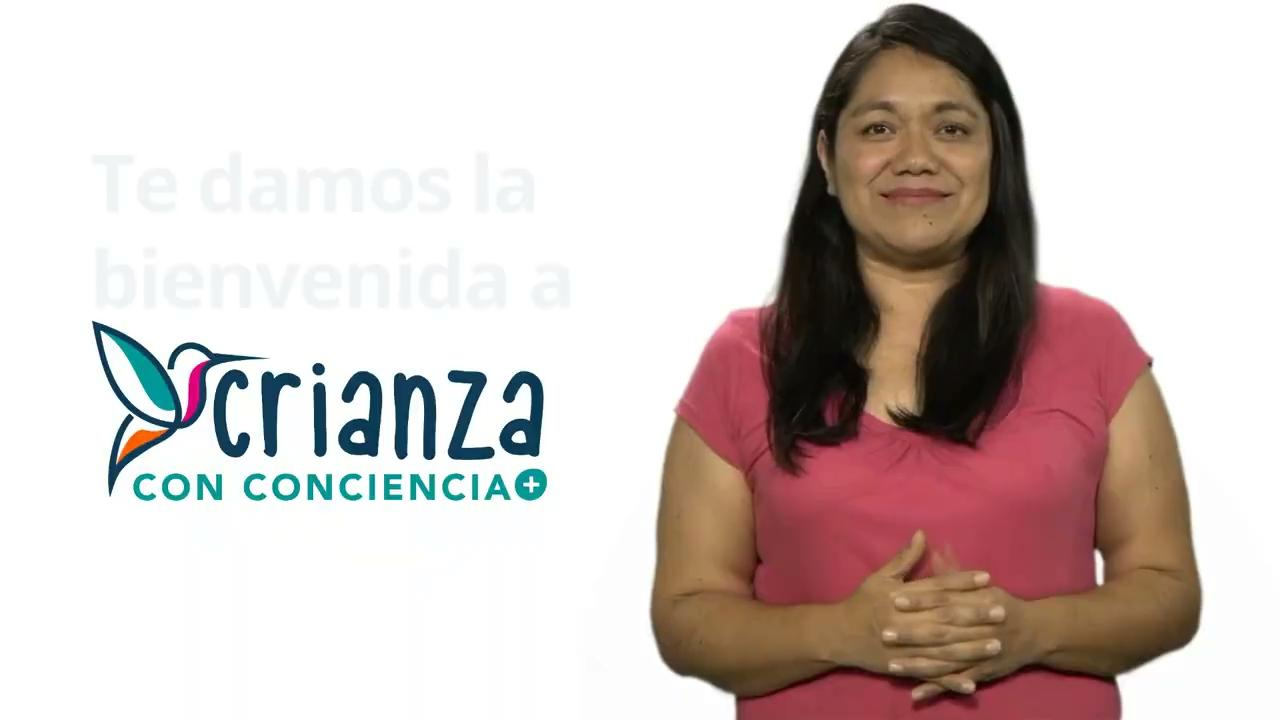 Te damos la
bienvenida a
crianza
CON CONCIENCIA+